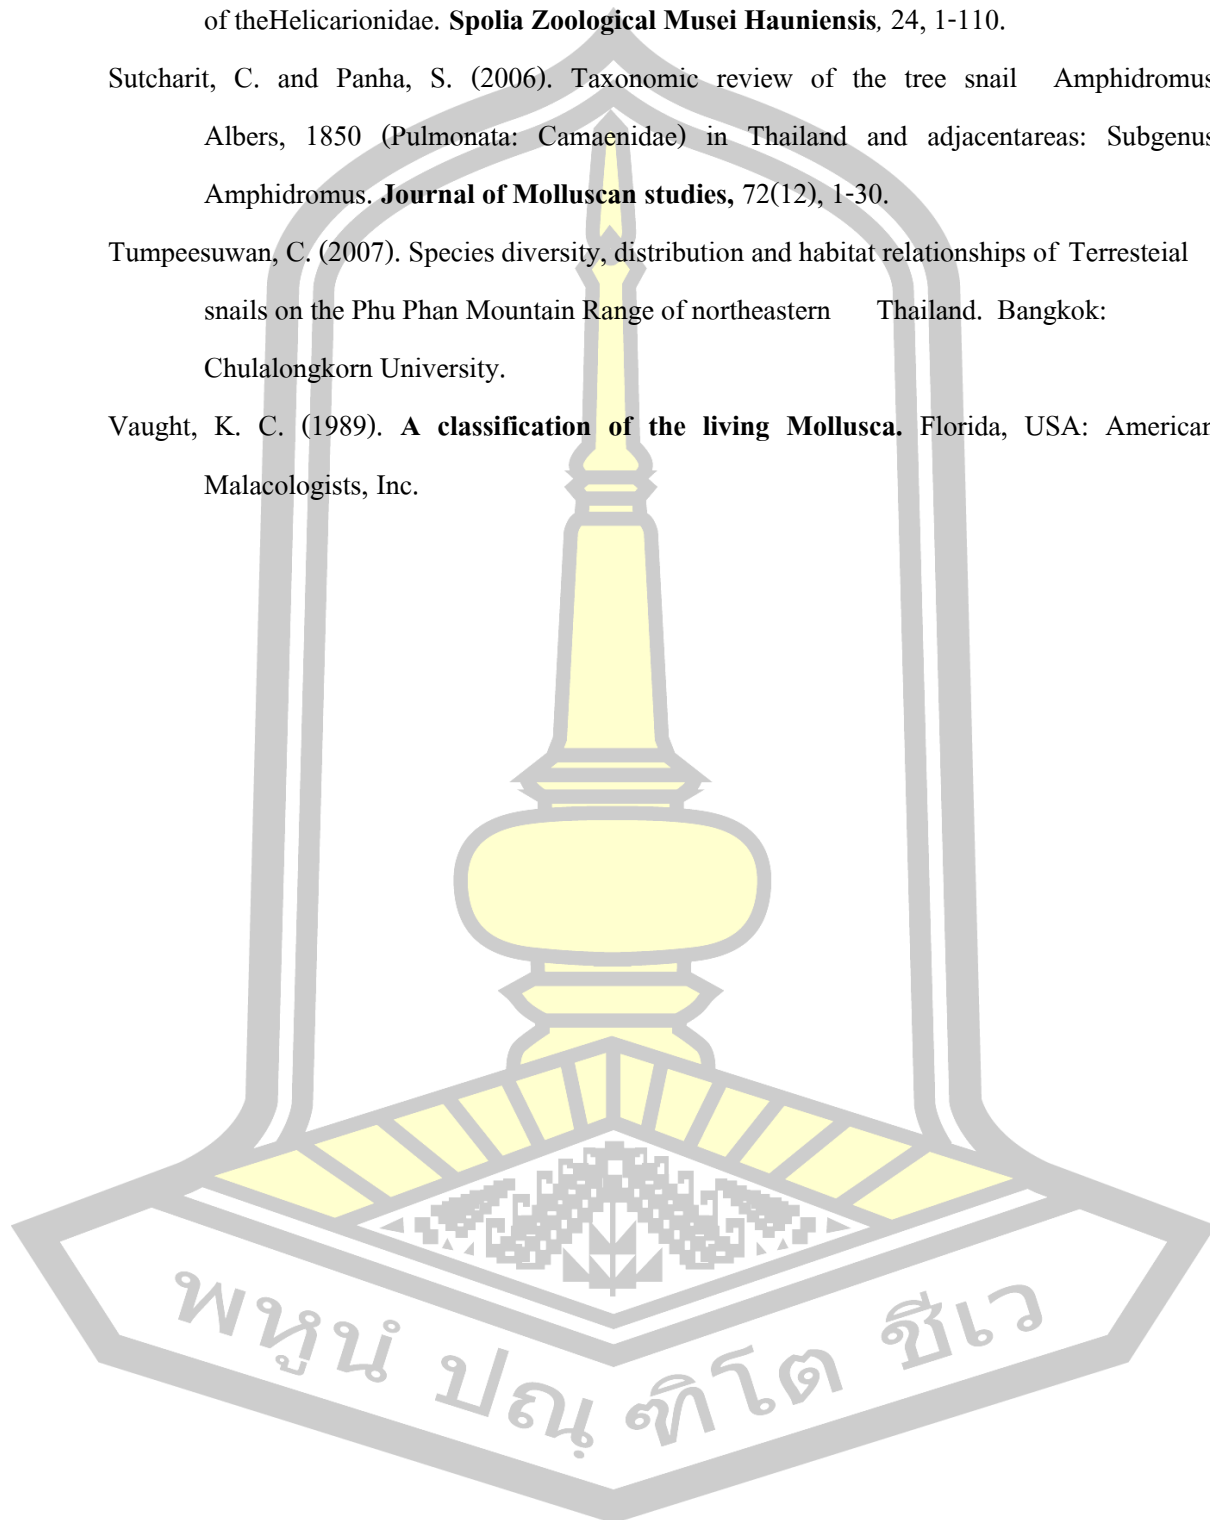 of theHelicarionidae. Spolia Zoological Musei Hauniensis, 24, 1-110.
Sutcharit, C. and Panha, S. (2006). Taxonomic review of the tree snail Amphidromus
Albers, 1850 (Pulmonata: Camaenidae) in Thailand and adjacentareas: Subgenus
Amphidromus. Journal of Molluscan studies, 72(12), 1-30.
Tumpeesuwan, C. (2007). Species diversity, distribution and habitat relationships of Terresteial
snails on the Phu Phan Mountain Range of northeastern Thailand. Bangkok:
Chulalongkorn University.
Vaught, K. C. (1989). A classification of the living Mollusca. Florida, USA: American
Malacologists, Inc.
พหูนํ ปณฺฑิโต ชีเว